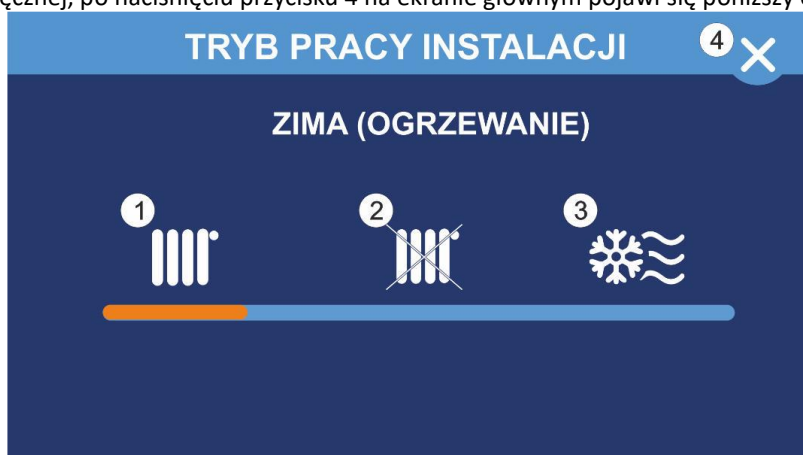 ęcznej, po naciśnięciu przycisku 4 na ekranie głównym pojawi się poniższy
TRYB PRACY INSTALACJI 4
ZIMA (OGRZEWANIE)
1 2 3